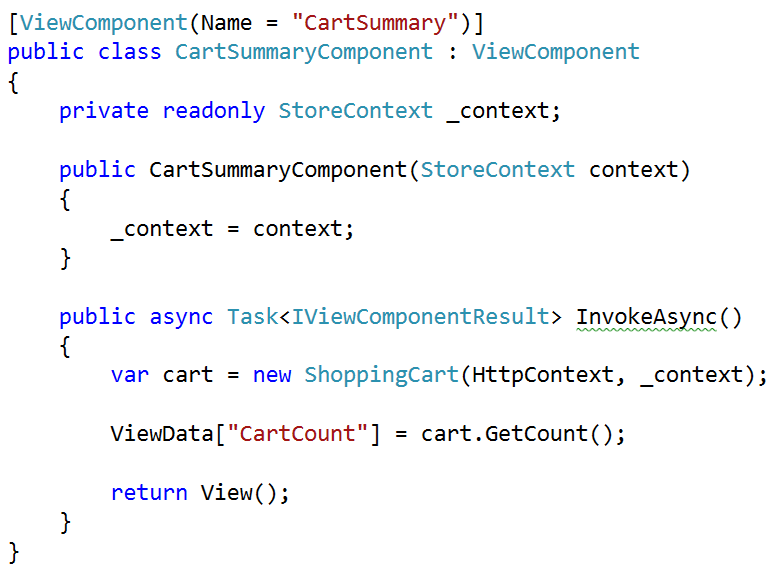 [ViewComponent(Name = "CartSummary")]
public class CartSummaryComponent : ViewComponent
{
    private readonly StoreContext _context;

    public CartSummaryComponent(StoreContext context)
    {
        _context = context;
    }

    public async Task<IViewComponentResult> InvokeAsync()
    {
        var cart = new ShoppingCart(HttpContext, _context);

        ViewData["CartCount"] = cart.GetCount();

        return View();
    }
}